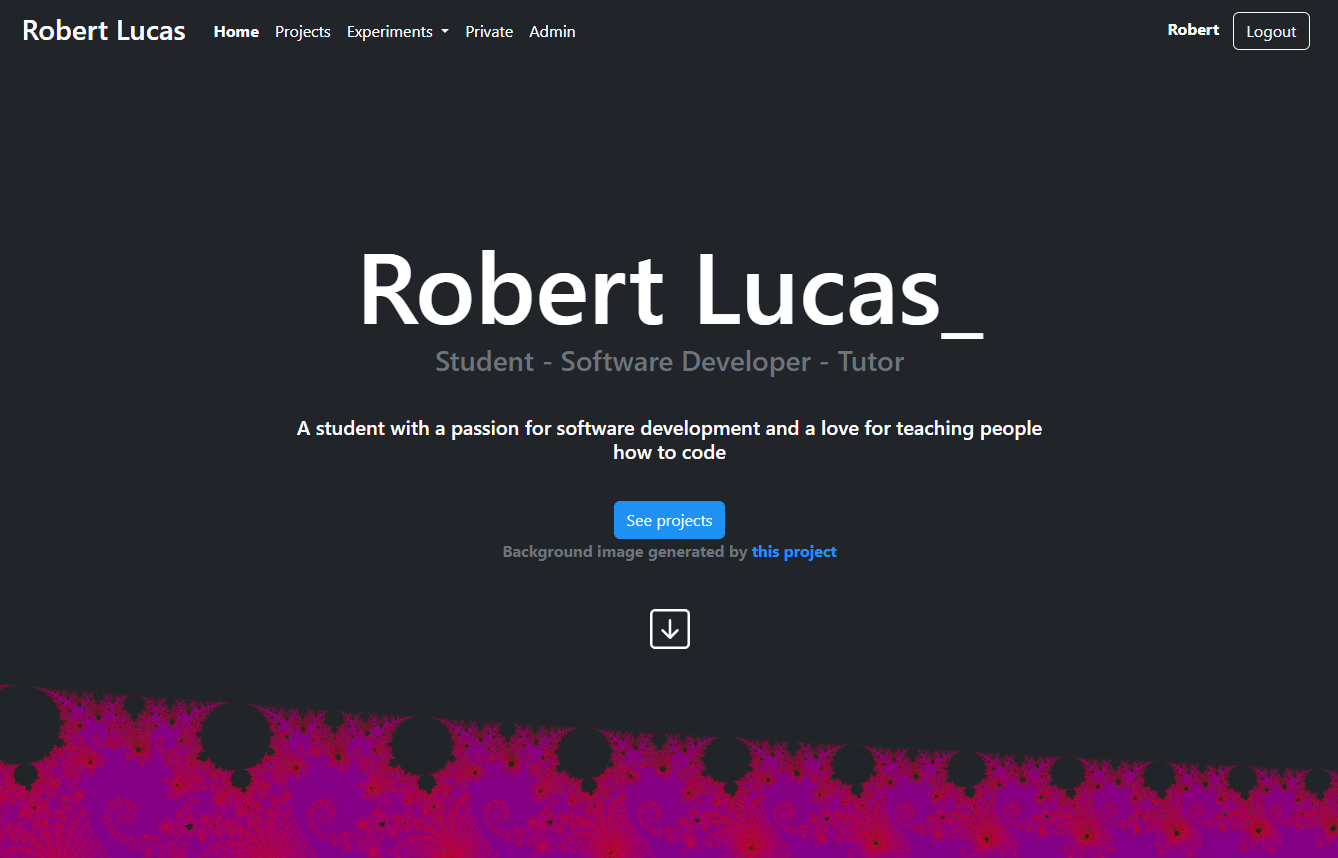 Robert Lucas Home Projects Experiments Private Admin Robert Logout
Robert Lucas_
Student - Software Developer - Tutor
A student with a passion for software development and a love for teaching people
how to code
See projects
Background image generated by this project